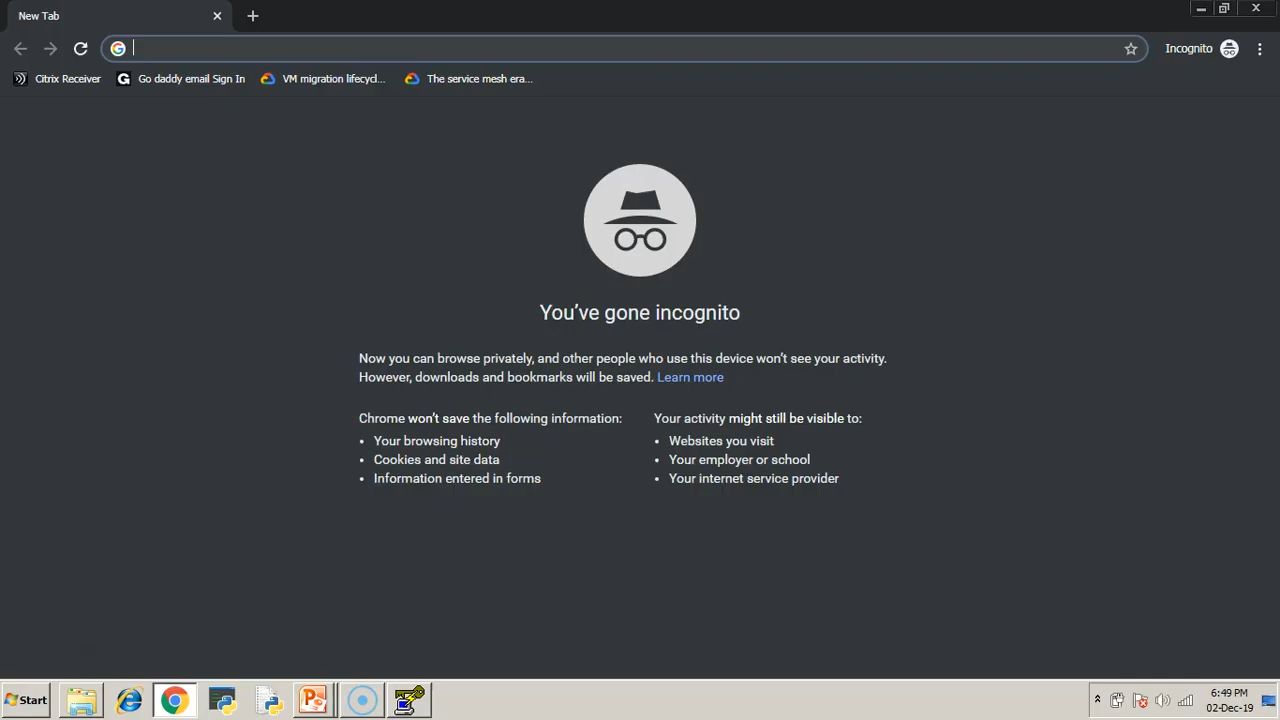 New Tab
Incognito
Citrix Receiver
Go daddy email Sign In
VM migration lifecycl...
The service mesh era...
You've gone incognito
Now you can browse privately, and other people who use this device won't see your activity.
However, downloads and bookmarks will be saved. Learn more
Chrome won't save the following information:
• Your browsing history
• Cookies and site data
• Information entered in forms
Your activity might still be visible to:
• Websites you visit
• Your employer or school
• Your internet service provider
Start
6:49 PM
02-Dec-19